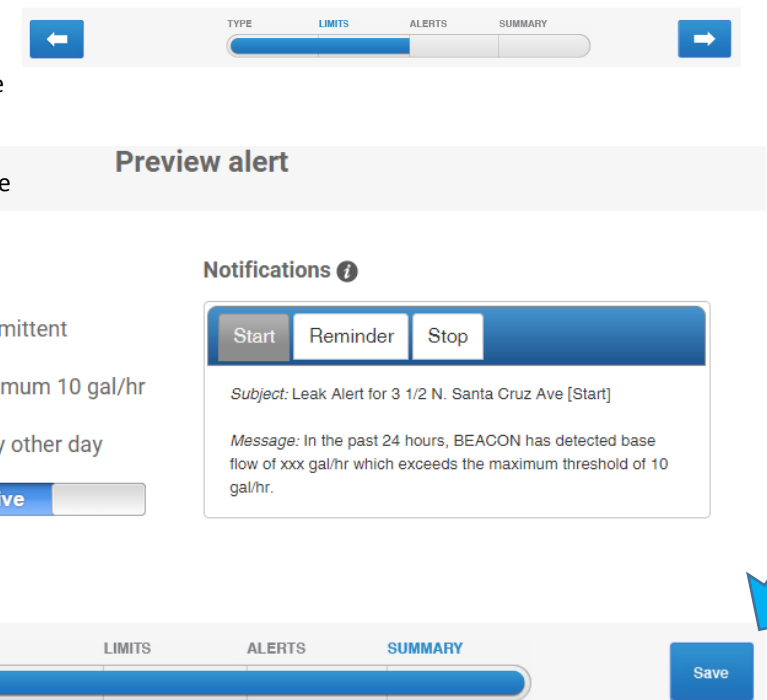 TYPE LIMITS ALERTS SUMMARY
e
Preview alert
e
Notifications
Start Reminder Stop
mittent
mum 10 gal/hr
Subject: Leak Alert for 3 1/2 N. Santa Cruz Ave [Start]
y other day
Message: In the past 24 hours, BEACON has detected base
flow of xxx gal/hr which exceeds the maximum threshold of 10
gal/hr.
ive
LIMITS ALERTS SUMMARY
Save